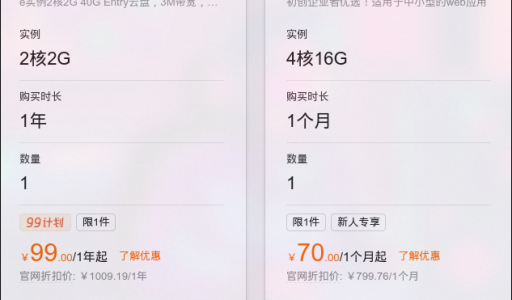 e实例2核2G 40G Entry云盘，3M带宽，...
实例
2核2G
购买时长
1年
数量
1
99计划 限1件
¥99.00/1年起 了解优惠
官网折扣价: ¥1009.19/1年
初创企业者优选！适用于中小型的web应用
实例
4核16G
购买时长
1个月
数量
1
限1件 新人专享
¥70.00/1个月起 了解优惠
官网折扣价: ¥799.76/1个月